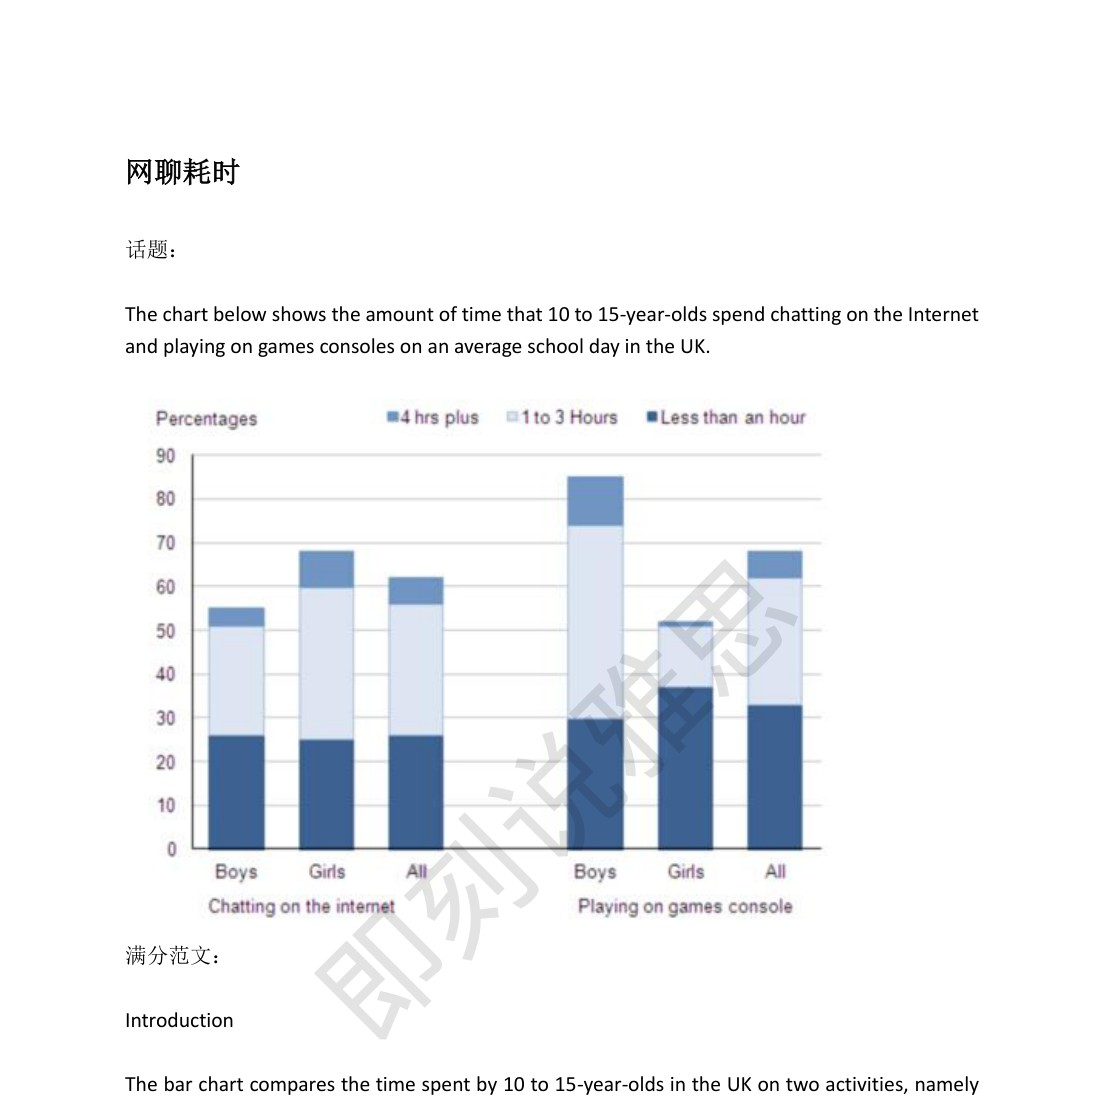 网聊耗时
话题：
The chart below shows the amount of time that 10 to 15-year-olds spend chatting on the Internet
and playing on games consoles on an average school day in the UK.
Percentages 4 hrs plus 1 to 3 Hours Less than an hour
90
80
70
60
50
40
30
20
10
0
Boys Girls All Boys Girls All
Chatting on the internet Playing on games console
即刻说雅思
满分范文：
Introduction
The bar chart compares the time spent by 10 to 15-year-olds in the UK on two activities, namely